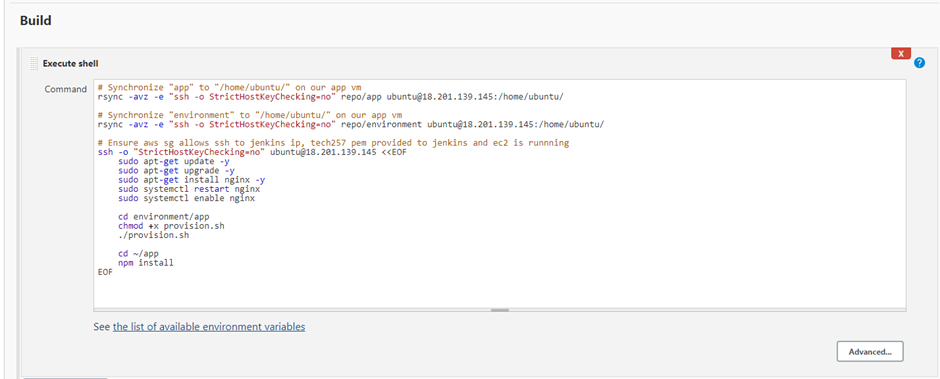 Build
X
Execute shell
?
Command
# Synchronize "app" to "/home/ubuntu/" on our app vm
rsync -avz -e "ssh -o StrictHostKeyChecking=no" repo/app ubuntu@18.201.139.145:/home/ubuntu/
# Synchronize "environment" to "/home/ubuntu/" on our app vm
rsync -avz -e "ssh -o StrictHostKeyChecking=no" repo/environment ubuntu@18.201.139.145:/home/ubuntu/
# Ensure aws sg allows ssh to jenkins ip, tech257 pem provided to jenkins and ec2 is runnning
ssh -o "StrictHostKeyChecking=no" ubuntu@18.201.139.145 <<EOF
sudo apt-get update -y
sudo apt-get upgrade -y
sudo apt-get install nginx -y
sudo systemctl restart nginx
sudo systemctl enable nginx
cd environment/app
chmod +x provision.sh
./provision.sh
cd ~/app
npm install
EOF
See the list of available environment variables
Advanced...